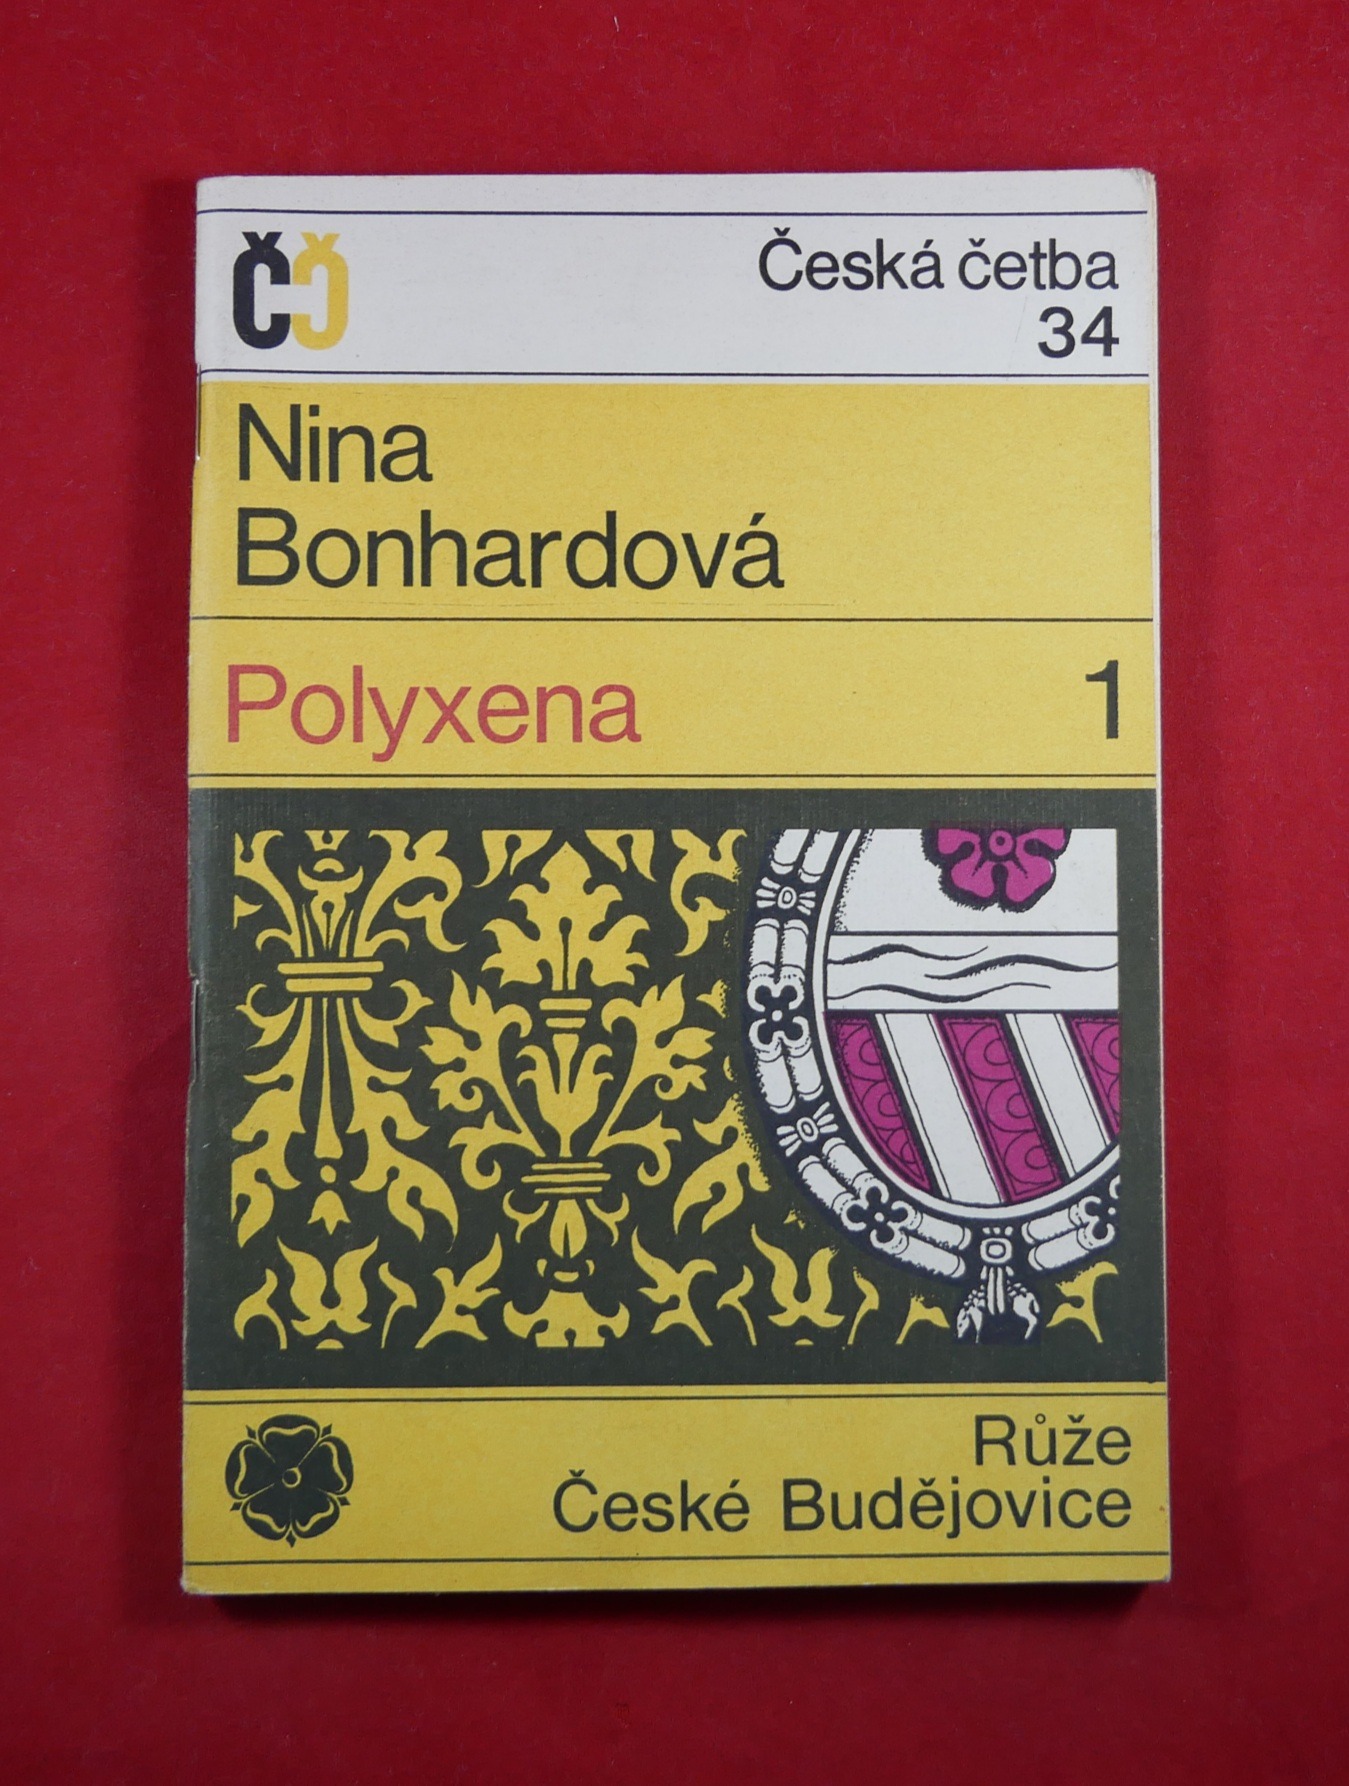 ČČ
Česká četba
34
Nina
Bonhardová
Polyxena 1
Růže
České Budějovice